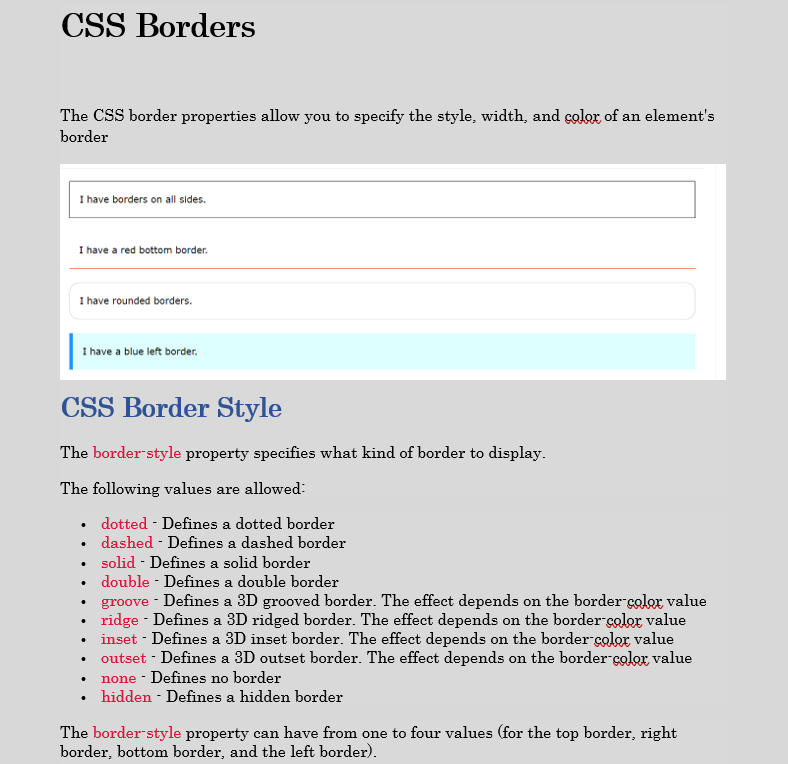 CSS Borders
The CSS border properties allow you to specify the style, width, and color of an element's
border
I have borders on all sides.
I have a red bottom border.
I have rounded borders.
I have a blue left border.
CSS Border Style
The border-style property specifies what kind of border to display.
The following values are allowed:
• dotted - Defines a dotted border
• dashed - Defines a dashed border
• solid - Defines a solid border
• double - Defines a double border
• groove - Defines a 3D grooved border. The effect depends on the border-color value
• ridge - Defines a 3D ridged border. The effect depends on the border-color value
• inset - Defines a 3D inset border. The effect depends on the border-color value
• outset - Defines a 3D outset border. The effect depends on the border-color value
• none - Defines no border
• hidden - Defines a hidden border
The border-style property can have from one to four values (for the top border, right
border, bottom border, and the left border).